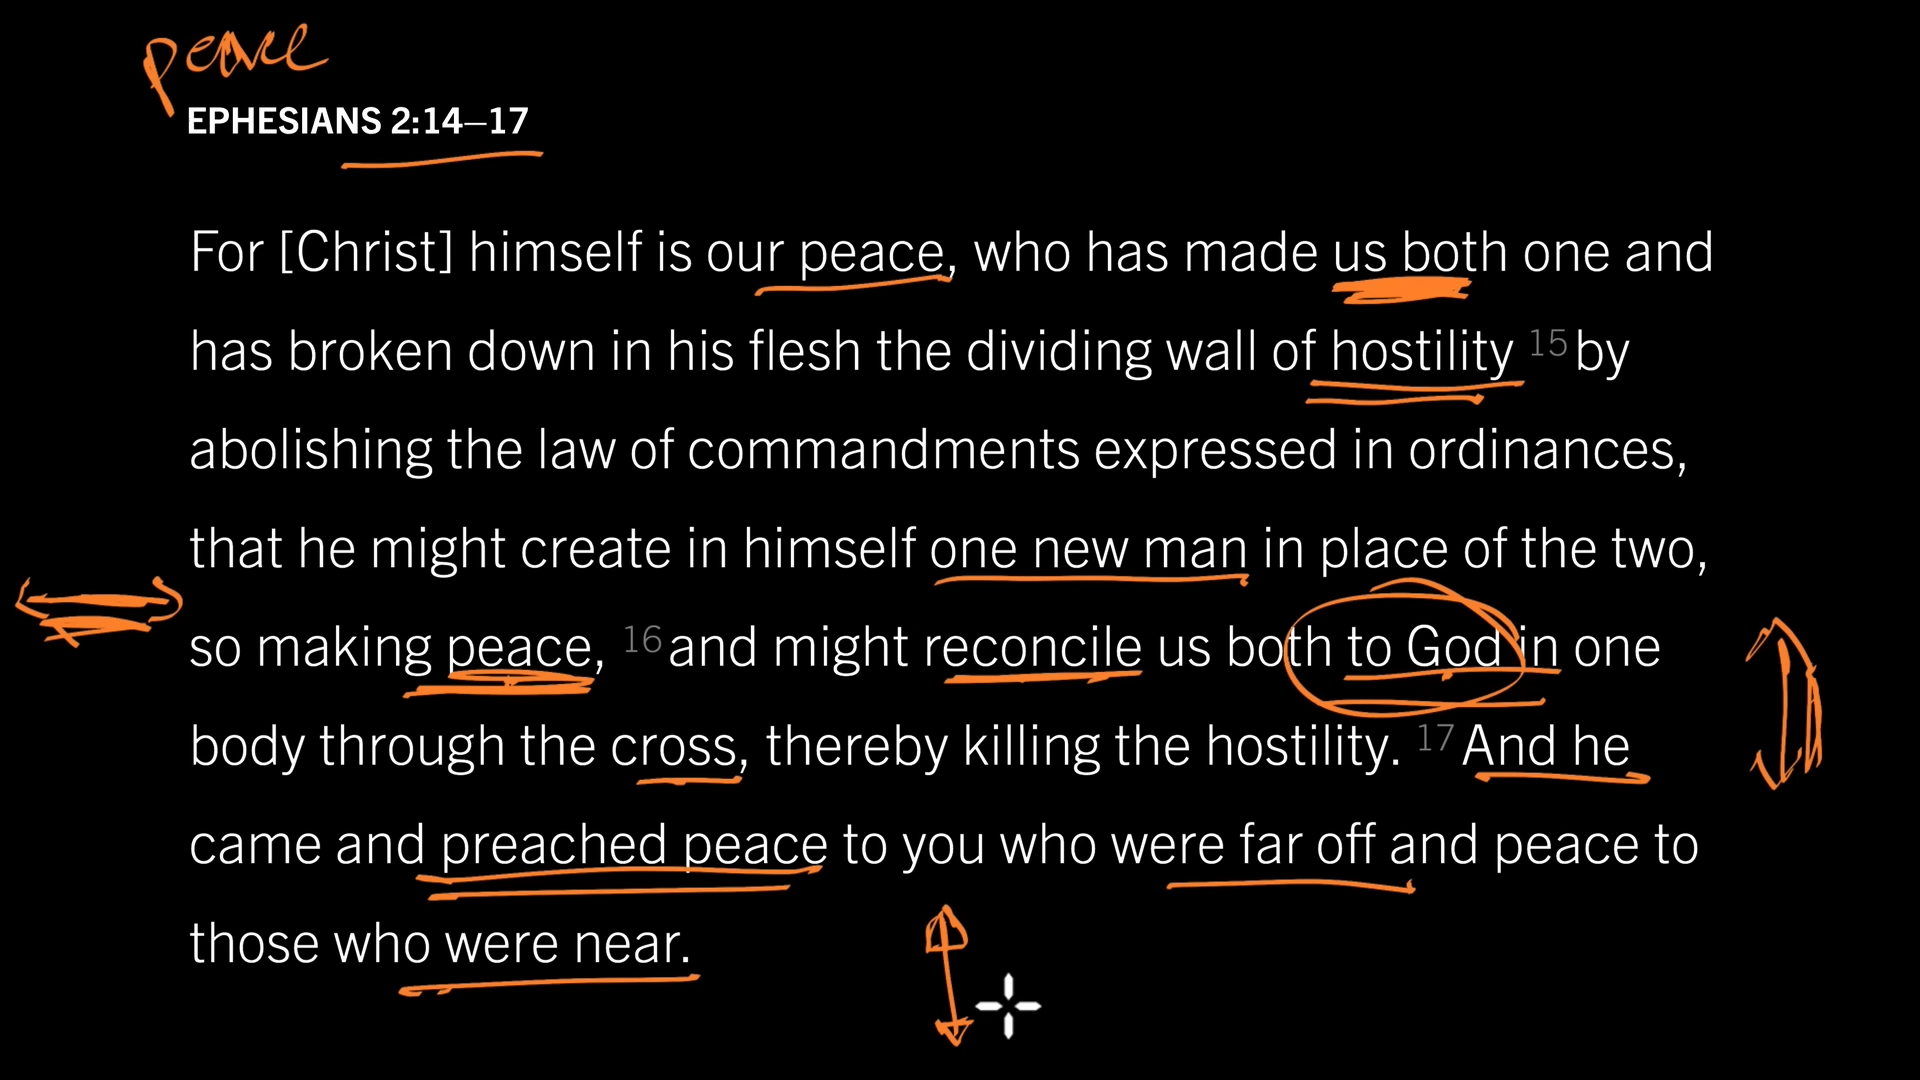 peace
EPHESIANS 2:14–17
For [Christ] himself is our peace, who has made us both one and
has broken down in his flesh the dividing wall of hostility 15 by
abolishing the law of commandments expressed in ordinances,
that he might create in himself one new man in place of the two,
so making peace, 16 and might reconcile us both to God in one
body through the cross, thereby killing the hostility. 17 And he
came and preached peace to you who were far off and peace to
those who were near.